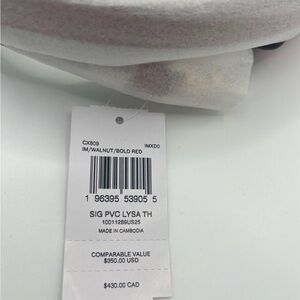 CX809 IMXDO
IM/WALNUT/BOLD RED
1 96395 53905 5
SIG PVC LYSA TH
10011289US25
MADE IN CAMBODIA
COMPARABLE VALUE
$350.00 USD
$430.00 CAD